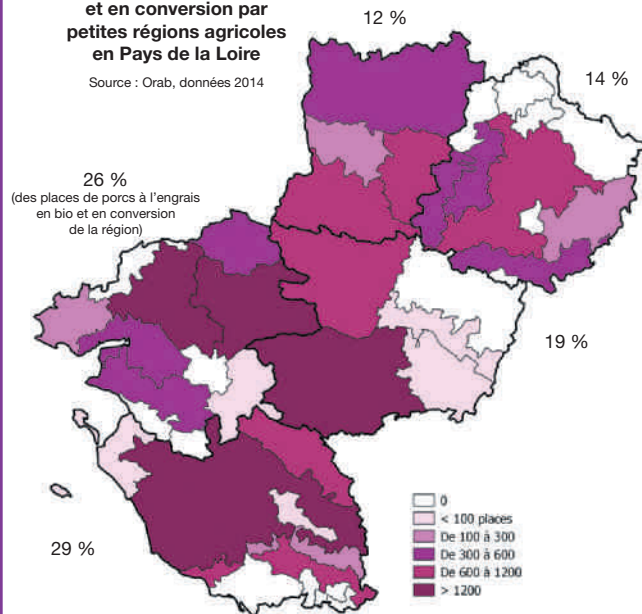 et en conversion par
petites régions agricoles
en Pays de la Loire
Source : Orab, données 2014
12 %
14 %
26 %
(des places de porcs à l'engrais
en bio et en conversion
de la région)
19 %
29 %
0
< 100 places
De 100 à 300
De 300 à 600
De 600 à 1200
> 1200